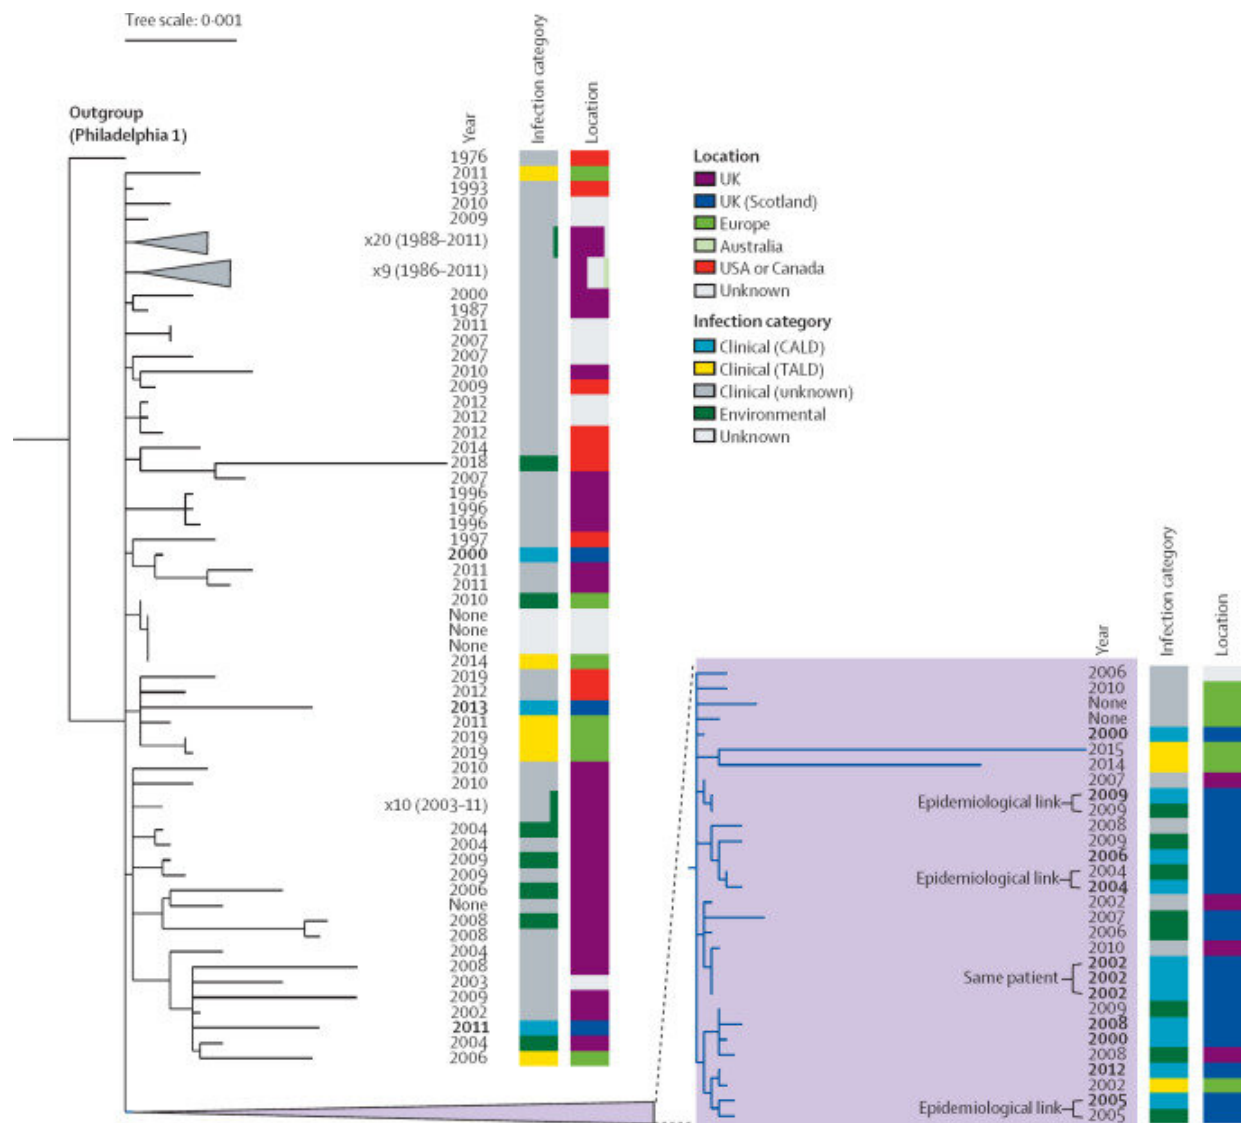 Tree scale: 0·001
Outgroup
(Philadelphia 1)
Year
Infection category
Location
1976
2011
1993
2010
2009
x20 (1988–2011)
x9 (1986–2011)
2000
1987
2011
2007
2007
2010
2009
2012
2012
2012
2014
2018
2007
1996
1996
1996
1997
2000
2011
2011
2010
None
None
None
2014
2019
2012
2013
2011
2019
2019
2010
2010
x10 (2003–11)
2004
2004
2009
2009
2006
None
2008
2008
2004
2008
2003
2009
2002
2011
2004
2006
Location
UK
UK (Scotland)
Europe
Australia
USA or Canada
Unknown
Infection category
Clinical (CALD)
Clinical (TALD)
Clinical (unknown)
Environmental
Unknown
Year
Infection category
Location
2006
2010
None
None
2000
2015
2014
2007
Epidemiological link
2009
2009
2008
2009
2006
Epidemiological link
2004
2004
2002
2007
2006
2010
Same patient
2002
2002
2002
2009
2008
2000
2008
2012
2002
Epidemiological link
2005
2005